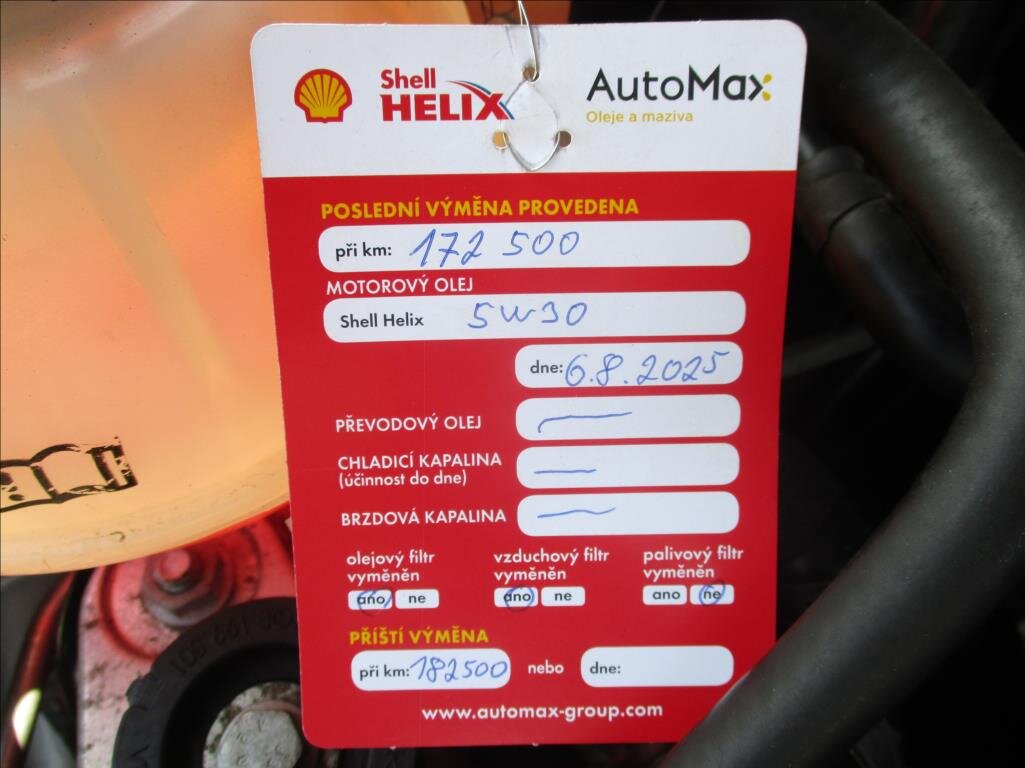 Shell
HELIX
AutoMax
Oleje a maziva
POSLEDNÍ VÝMĚNA PROVEDENA
při km: 172 500
MOTOROVÝ OLEJ
Shell Helix 5W30
dne: 6.8.2025
PŘEVODOVÝ OLEJ —
CHLADICÍ KAPALINA —
(účinnost do dne)
BRZDOVÁ KAPALINA —
olejový filtr vyměněn
ano ne
vzduchový filtr vyměněn
ano ne
palivový filtr vyměněn
ano ne
PŘÍŠTÍ VÝMĚNA
při km: 182500 nebo dne:
www.automax-group.com